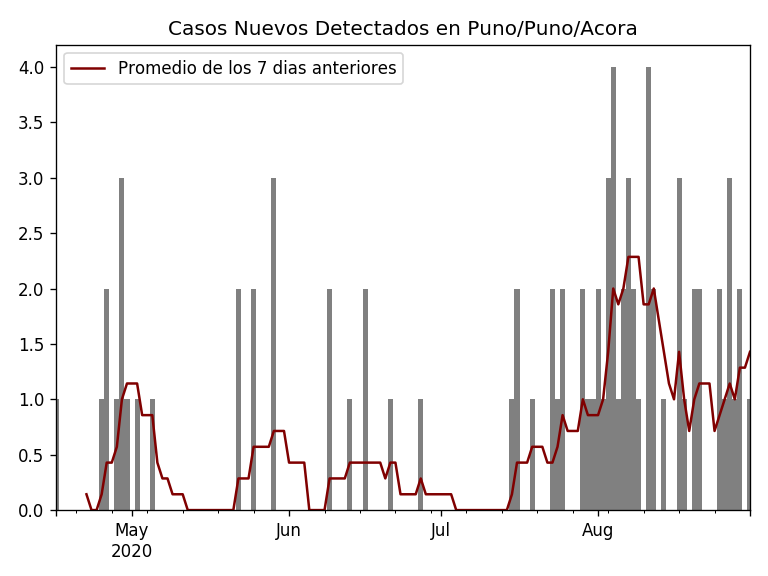 Casos Nuevos Detectados en Puno/Puno/Acora
Promedio de los 7 dias anteriores
4.0
3.5
3.0
2.5
2.0
1.5
1.0
0.5
0.0
May
2020
Jun
Jul
Aug